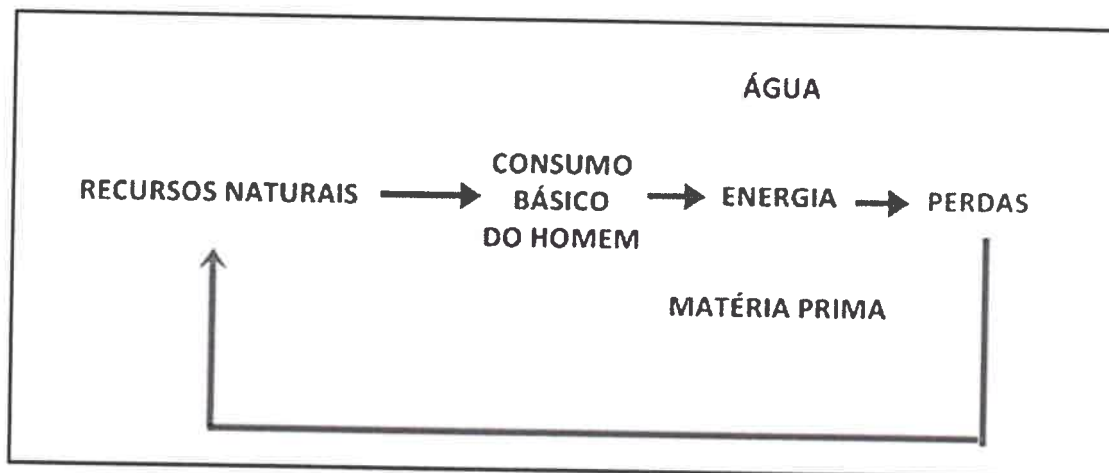 ÁGUA
RECURSOS NATURAIS
CONSUMO
BÁSICO
DO HOMEM
ENERGIA
PERDAS
MATÉRIA PRIMA